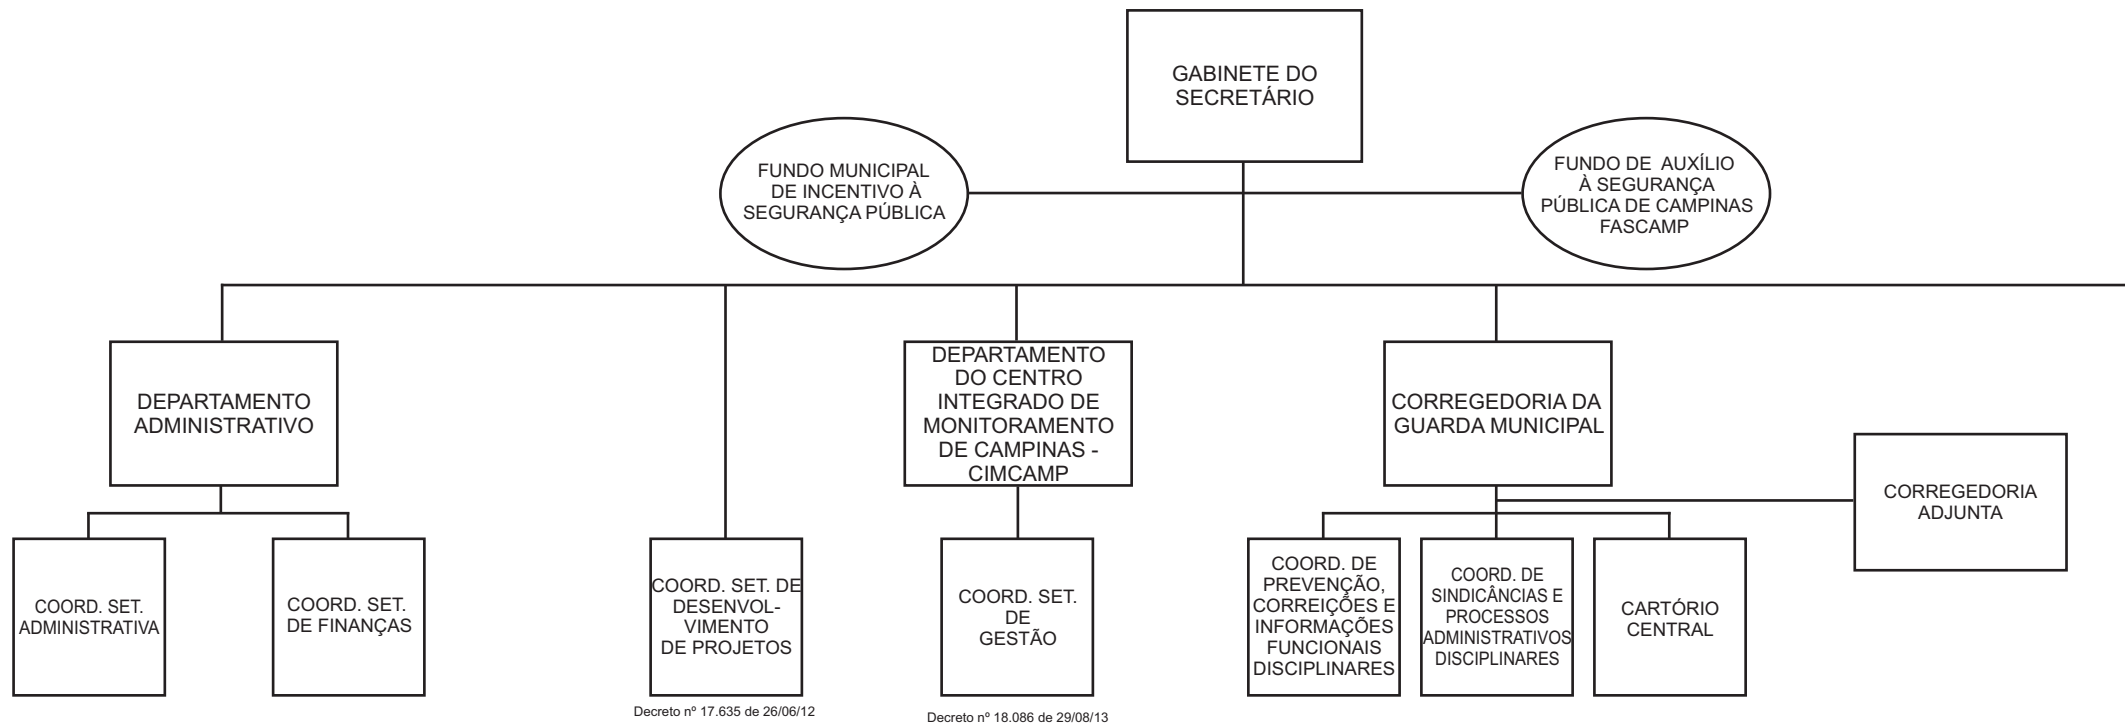 GABINETE DO
SECRETÁRIO
FUNDO MUNICIPAL
DE INCENTIVO À
SEGURANÇA PÚBLICA
FUNDO DE AUXÍLIO
À SEGURANÇA
PÚBLICA DE CAMPINAS
FASCAMP
DEPARTAMENTO
ADMINISTRATIVO
DEPARTAMENTO
DO CENTRO
INTEGRADO DE
MONITORAMENTO
DE CAMPINAS -
CIMCAMP
CORREGEDORIA DA
GUARDA MUNICIPAL
CORREGEDORIA
ADJUNTA
COORD. SET.
ADMINISTRATIVA
COORD. SET.
DE FINANÇAS
COORD. SET. DE
DESENVOL-
VIMENTO
DE PROJETOS
COORD. SET.
DE
GESTÃO
COORD. DE
PREVENÇÃO,
CORREIÇÕES E
INFORMAÇÕES
FUNCIONAIS
DISCIPLINARES
COORD. DE
SINDICÂNCIAS E
PROCESSOS
ADMINISTRATIVOS
DISCIPLINARES
CARTÓRIO
CENTRAL
Decreto nº 17.635 de 26/06/12
Decreto nº 18.086 de 29/08/13